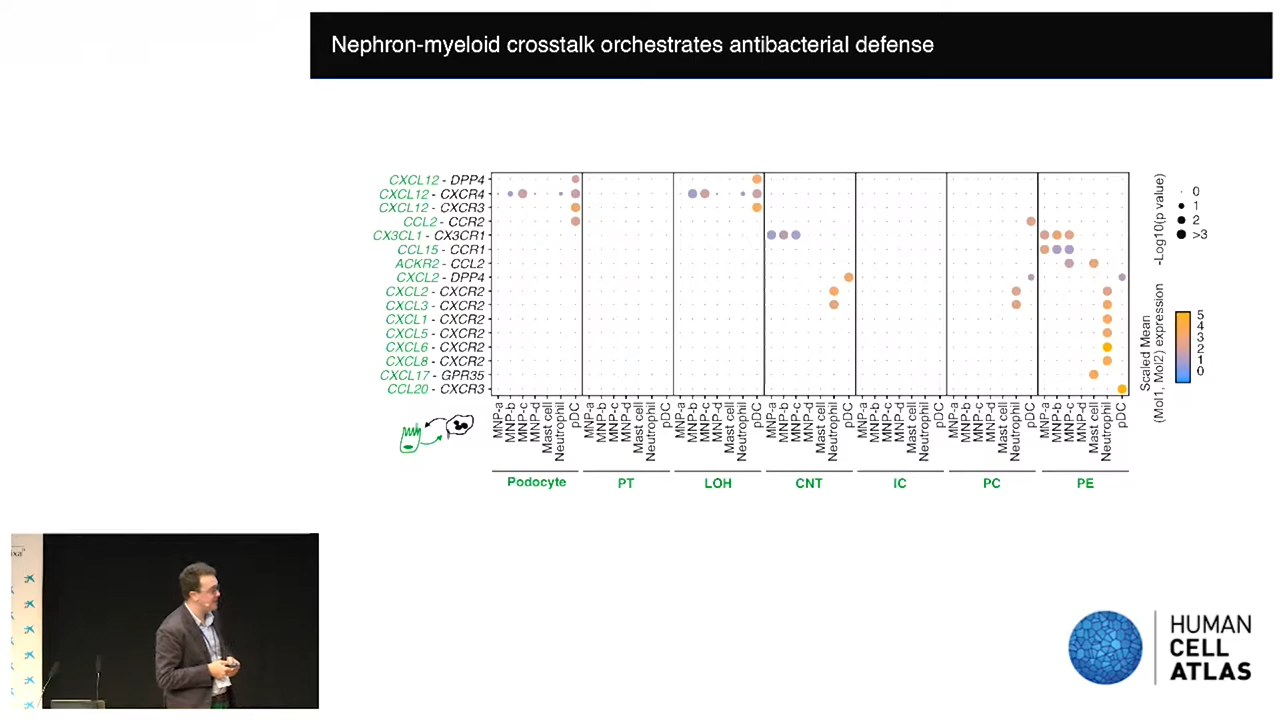 Nephron-myeloid crosstalk orchestrates antibacterial defense
CXCL12 - DPP4
CXCL12 - CXCR4
CXCL12 - CXCR3
CCL2 - CCR2
CX3CL1 - CX3CR1
CCL15 - CCR1
ACKR2 - CCL2
CXCL2 - DPP4
CXCL2 - CXCR2
CXCL3 - CXCR2
CXCL1 - CXCR2
CXCL5 - CXCR2
CXCL6 - CXCR2
CXCL8 - CXCR2
CXCL17 - GPR35
CCL20 - CXCR3
MNP-a MNP-b MNP-c MNP-d Mast cell Neutrophil pDC
MNP-a MNP-b MNP-c MNP-d Mast cell Neutrophil pDC
MNP-a MNP-b MNP-c MNP-d Mast cell Neutrophil pDC
MNP-a MNP-b MNP-c MNP-d Mast cell Neutrophil pDC
MNP-a MNP-b MNP-c MNP-d Mast cell Neutrophil pDC
MNP-a MNP-b MNP-c MNP-d Mast cell Neutrophil pDC
MNP-a MNP-b MNP-c MNP-d Mast cell Neutrophil pDC
Podocyte PT LOH CNT IC PC PE
-Log10(p value)
0
1
2
>3
Scaled Mean
(Mol1, Mol2) expression
5
4
3
2
1
0
HUMAN
CELL
ATLAS